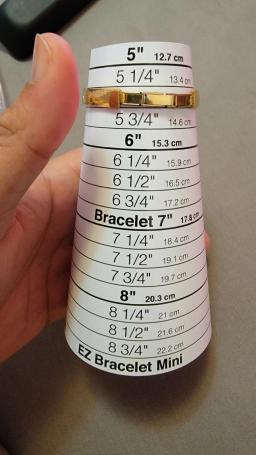 5" 12.7 cm
5 1/4" 13.4 cm
5 3/4" 14.6 cm
6" 15.3 cm
6 1/4" 15.9 cm
6 1/2" 16.5 cm
6 3/4" 17.2 cm
Bracelet 7" 17.8 cm
7 1/4" 18.4 cm
7 1/2" 19.1 cm
7 3/4" 19.7 cm
8" 20.3 cm
8 1/4" 21 cm
8 1/2" 21.6 cm
8 3/4" 22.2 cm
EZ Bracelet Mini